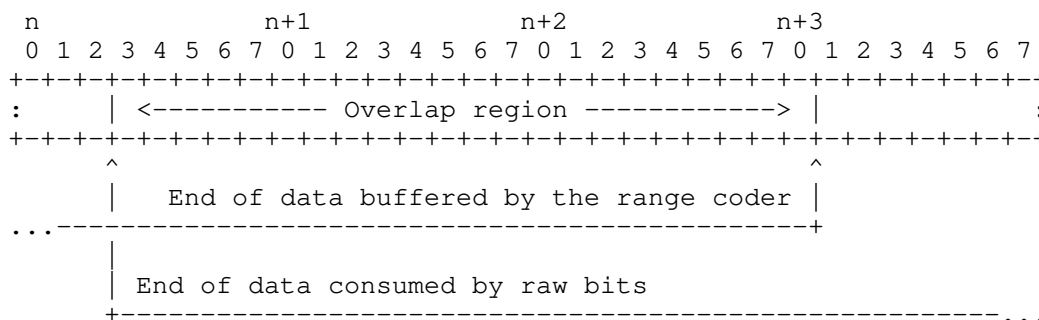 n n+1 n+2 n+3
0 1 2 3 4 5 6 7 0 1 2 3 4 5 6 7 0 1 2 3 4 5 6 7 0 1 2 3 4 5 6 7
+-+-+-+-+-+-+-+-+-+-+-+-+-+-+-+-+-+-+-+-+-+-+-+-+-+-+-+-+-+-+-+-
: | <----------- Overlap region ------------> | :
+-+-+-+-+-+-+-+-+-+-+-+-+-+-+-+-+-+-+-+-+-+-+-+-+-+-+-+-+-+-+-+-
^ ^
| End of data buffered by the range coder |
...-----------------------------------------------+
|
| End of data consumed by raw bits
+-------------------------------------------------------...